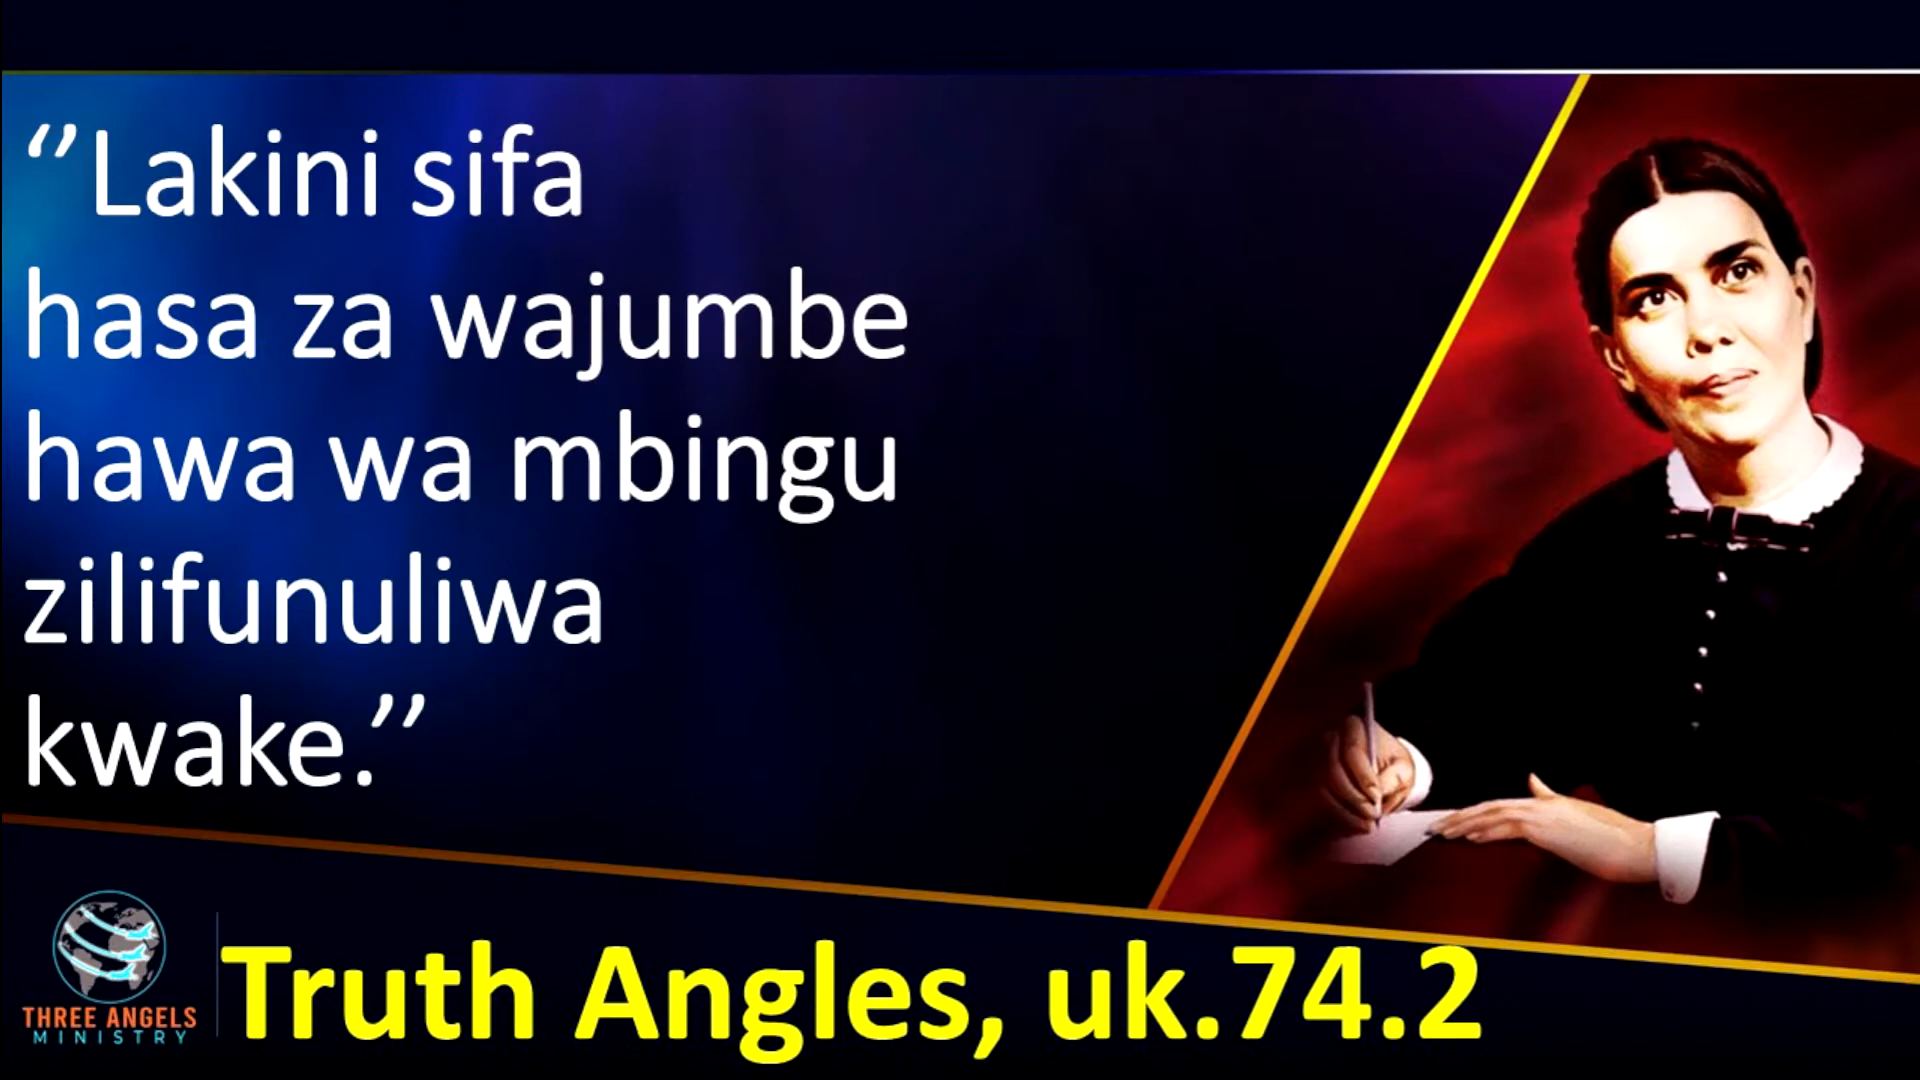 ‘’Lakini sifa
hasa za wajumbe
hawa wa mbingu
zilifunuliwa
kwake.’’
THREE ANGELS
MINISTRY
Truth Angles, uk.74.2